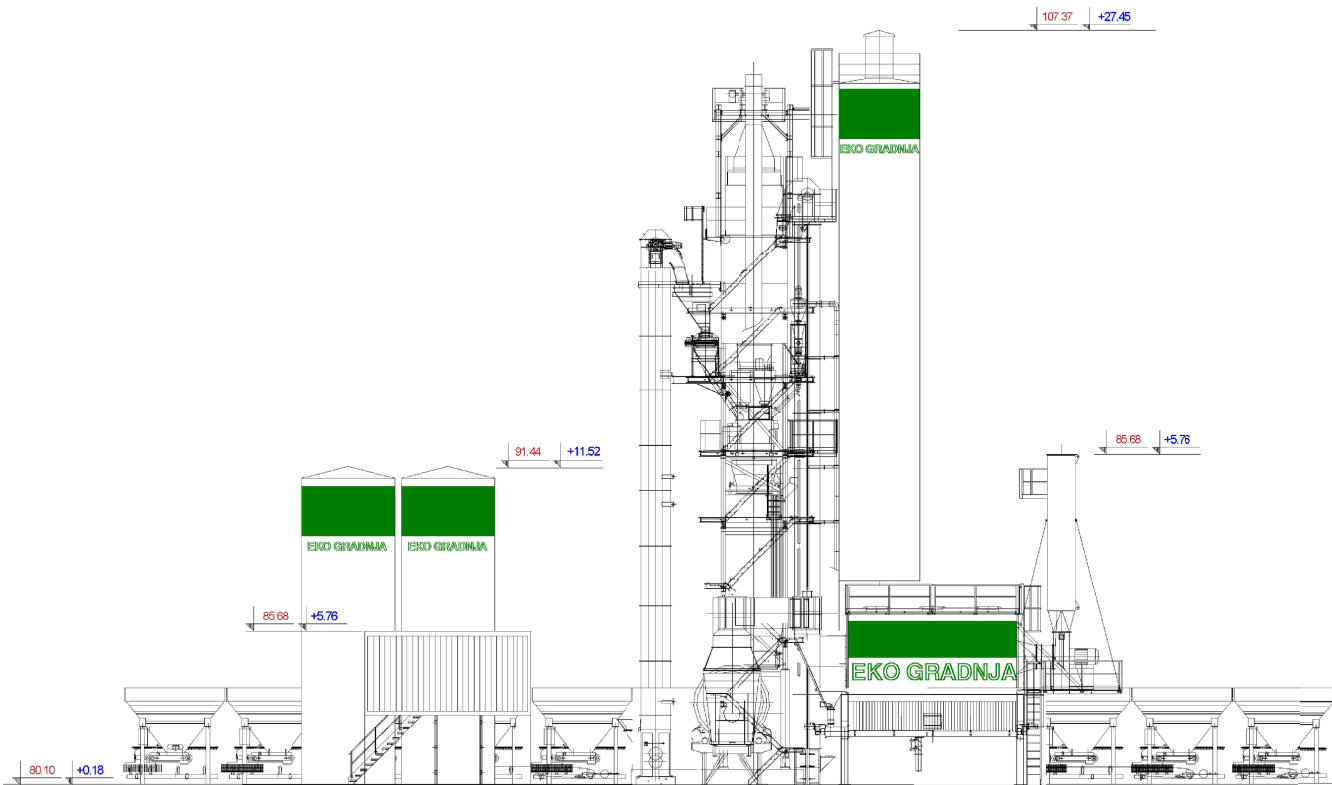 107.37 +27.45
EKO GRADNJA
91.44 +11.52
85.68 +5.76
EKO GRADNJA EKO GRADNJA
85.68 +5.76
EKO GRADNJA
80.10 +0.18